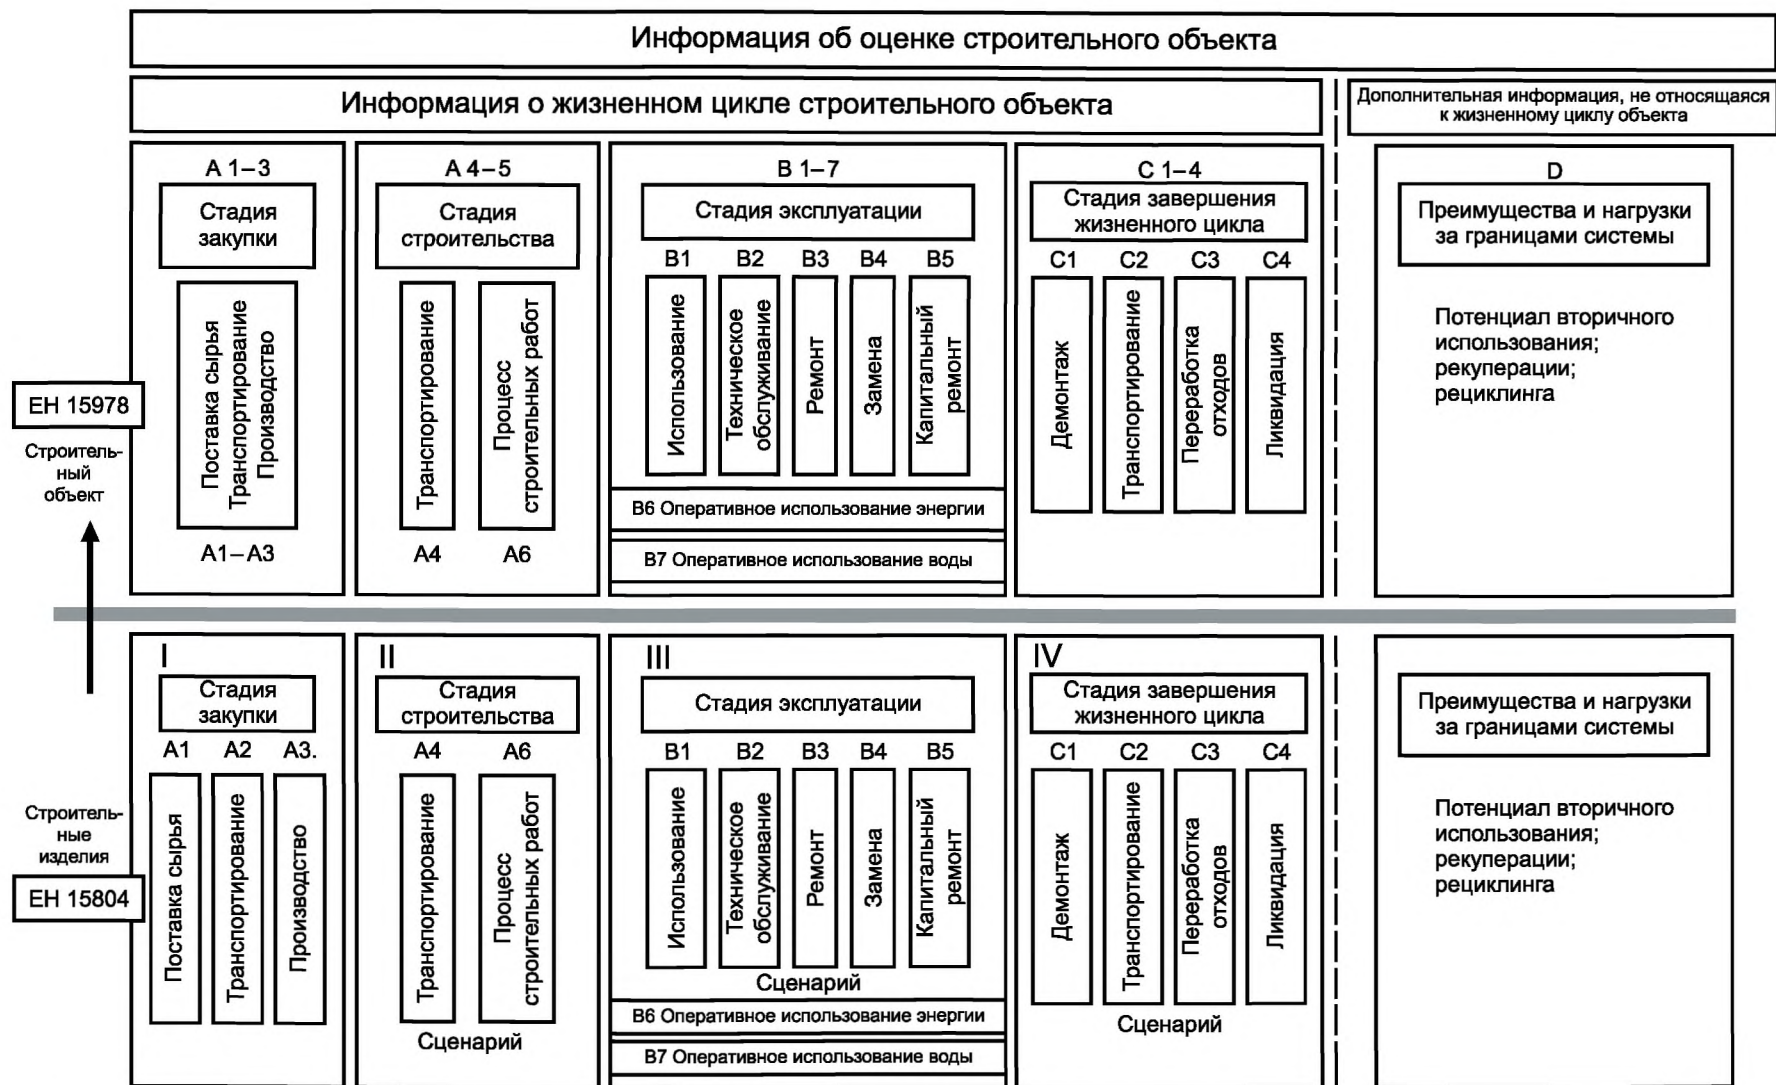 Информация об оценке строительного объекта
Информация о жизненном цикле строительного объекта
Дополнительная информация, не относящаяся
к жизненному циклу объекта
A 1–3
Стадия
закупки
Поставка сырья
Транспортирование
Производство
A1–A3
A 4–5
Стадия
строительства
Транспортирование
Процесс
строительных работ
A4
A6
B 1–7
Стадия эксплуатации
B1
B2
B3
B4
B5
Использование
Техническое
обслуживание
Ремонт
Замена
Капитальный
ремонт
B6 Оперативное использование энергии
B7 Оперативное использование воды
C 1–4
Стадия завершения
жизненного цикла
C1
C2
C3
C4
Демонтаж
Транспортирование
Переработка
отходов
Ликвидация
D
Преимущества и нагрузки
за границами системы
Потенциал вторичного
использования;
рекуперации;
рециклинга
ЕН 15978
Строитель-
ный
объект
Строитель-
ные
изделия
ЕН 15804
I
Стадия
закупки
A1
A2
A3.
Поставка сырья
Транспортирование
Производство
II
Стадия
строительства
A4
A6
Транспортирование
Процесс
строительных работ
Сценарий
III
Стадия эксплуатации
B1
B2
B3
B4
B5
Использование
Техническое
обслуживание
Ремонт
Замена
Капитальный
ремонт
Сценарий
B6 Оперативное использование энергии
B7 Оперативное использование воды
IV
Стадия завершения
жизненного цикла
C1
C2
C3
C4
Демонтаж
Транспортирование
Переработка
отходов
Ликвидация
Сценарий
Преимущества и нагрузки
за границами системы
Потенциал вторичного
использования;
рекуперации;
рециклинга